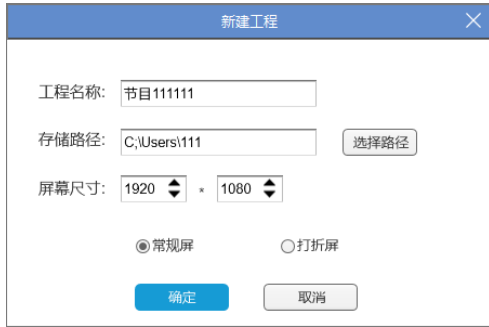 新建工程
工程名称: 节目111111
存储路径: C;\Users\111 选择路径
屏幕尺寸: 1920 * 1080
常规屏 打折屏
确定 取消